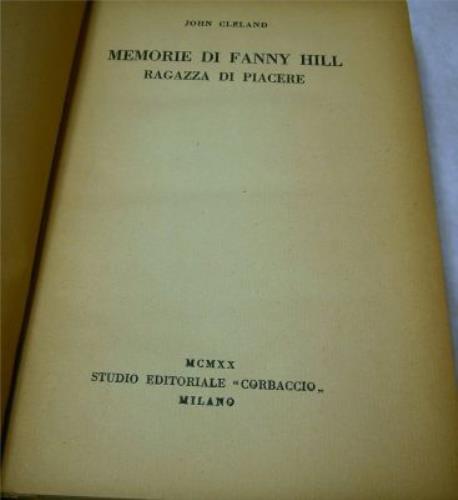 JOHN CLELAND
MEMORIE DI FANNY HILL
RAGAZZA DI PIACERE
MCMXX
STUDIO EDITORIALE "CORBACCIO„
MILANO